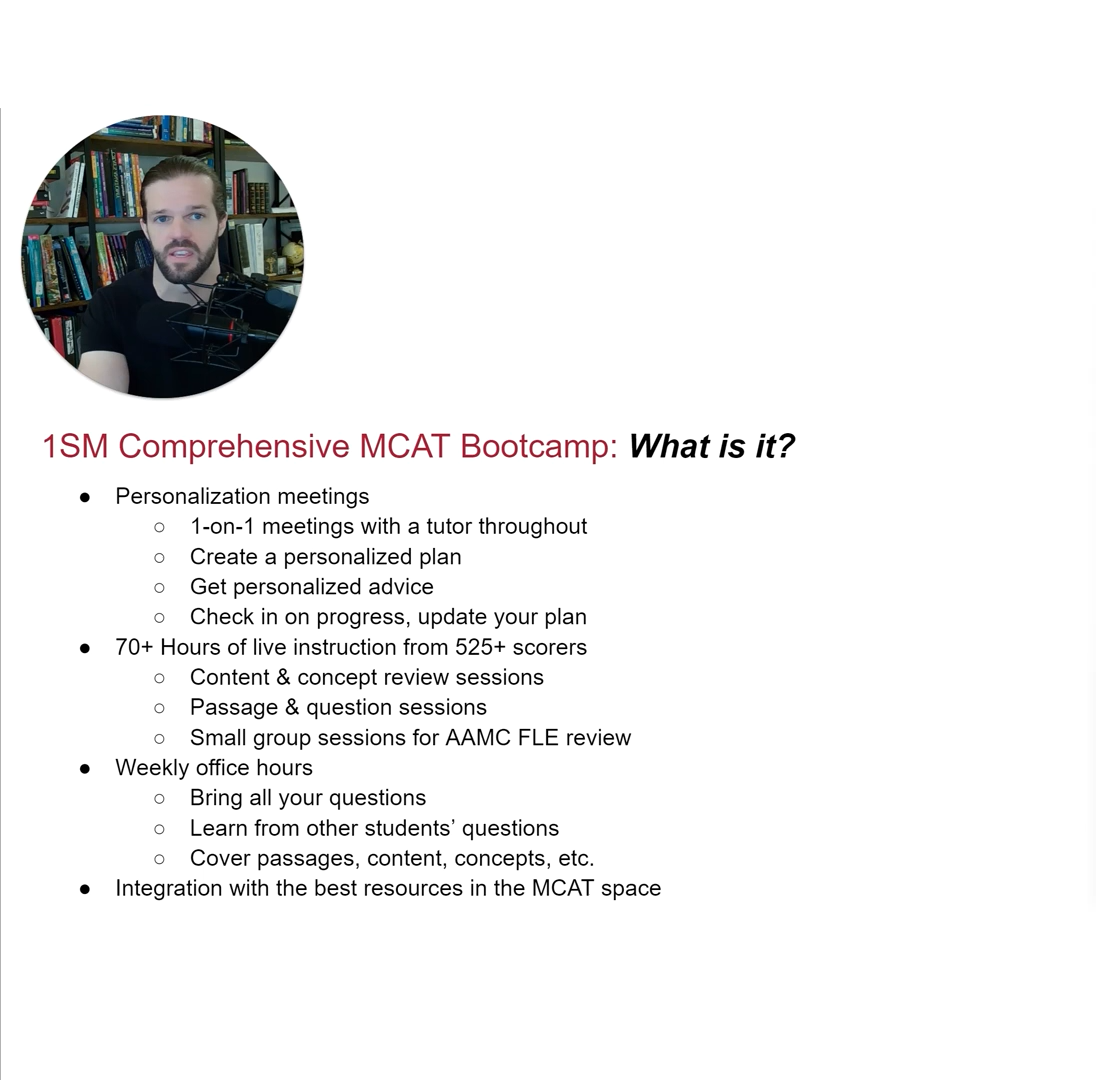 1SM Comprehensive MCAT Bootcamp: What is it?
● Personalization meetings
○ 1-on-1 meetings with a tutor throughout
○ Create a personalized plan
○ Get personalized advice
○ Check in on progress, update your plan
● 70+ Hours of live instruction from 525+ scorers
○ Content & concept review sessions
○ Passage & question sessions
○ Small group sessions for AAMC FLE review
● Weekly office hours
○ Bring all your questions
○ Learn from other students’ questions
○ Cover passages, content, concepts, etc.
● Integration with the best resources in the MCAT space